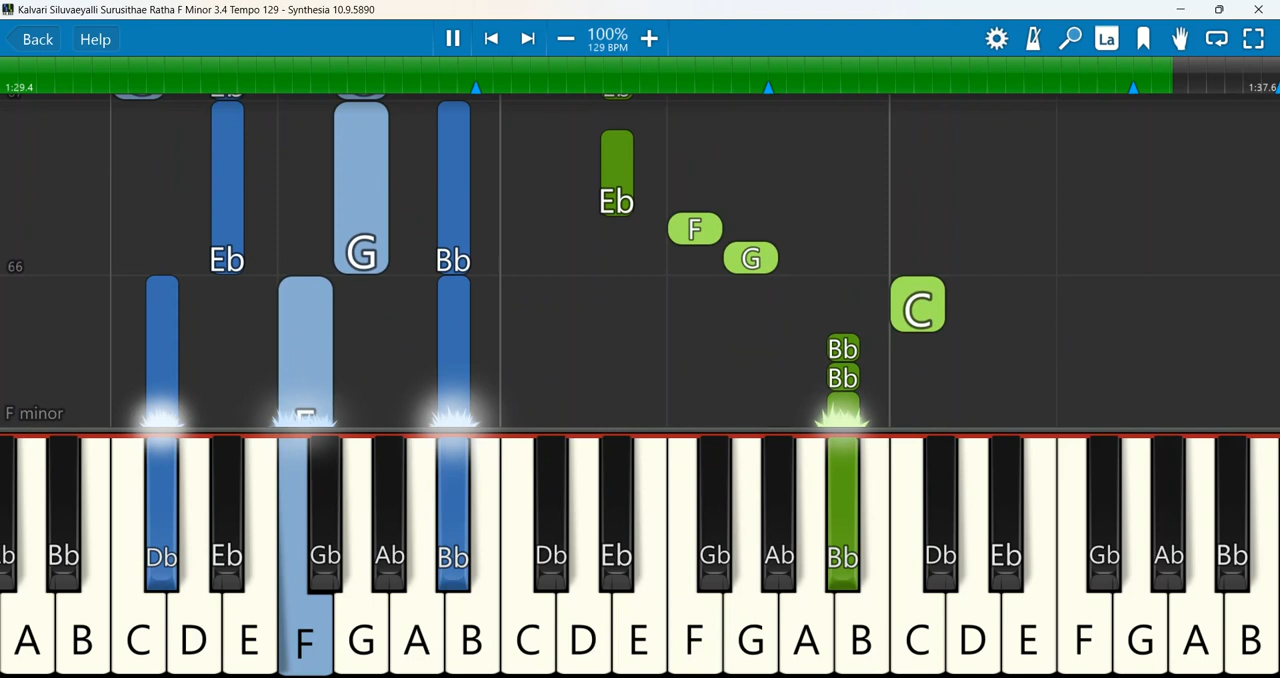 Kalvari Siluvaeyalli Surusithae Ratha F Minor 3.4 Tempo 129 - Synthesia 10.9.5890
Back Help 100% La
129 BPM
1:29.4 1:37.6
Eb Eb
Eb
F
G
Eb G Bb
66
C
Bb
Bb
F minor
Bb Db Eb Gb Ab Bb Db Eb Gb Ab Bb Db Eb Gb Ab Bb
A B C D E F G A B C D E F G A B C D E F G A B